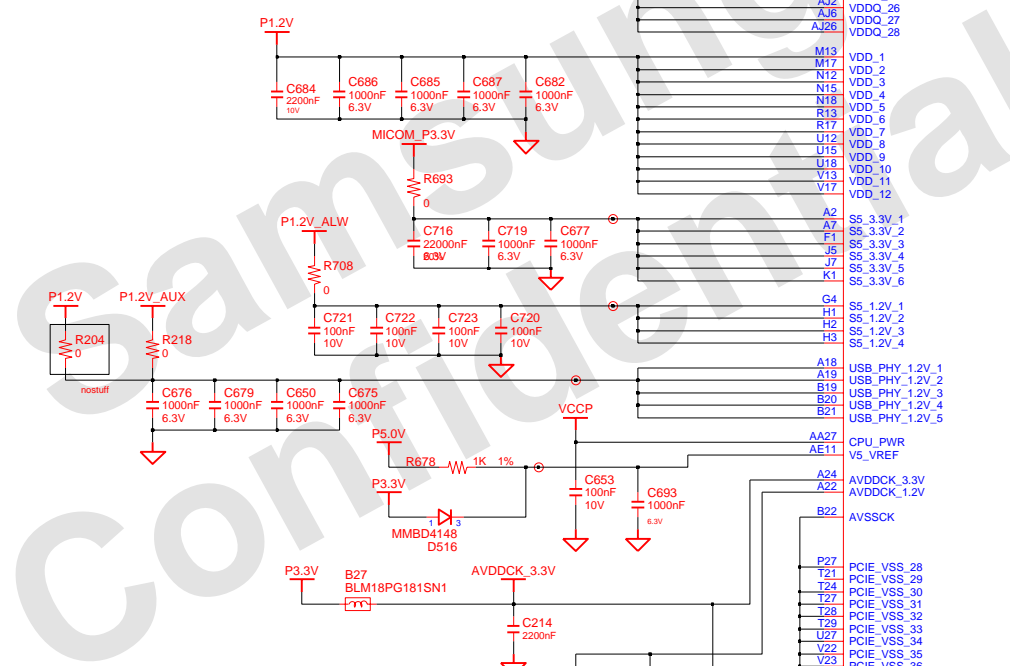 Samsung
Confidential
AJ2 VDDQ_26
AJ6 VDDQ_27
AJ26 VDDQ_28
P1.2V
M13 VDD_1
M17 VDD_2
N12 VDD_3
N15 VDD_4
N18 VDD_5
R13 VDD_6
R17 VDD_7
U12 VDD_8
U15 VDD_9
U18 VDD_10
V13 VDD_11
V17 VDD_12
C684
2200nF
10V
C686
1000nF
6.3V
C685
1000nF
6.3V
C687
1000nF
6.3V
C682
1000nF
6.3V
MICOM_P3.3V
R693
0
A2 S5_3.3V_1
A7 S5_3.3V_2
F1 S5_3.3V_3
J5 S5_3.3V_4
J7 S5_3.3V_5
K1 S5_3.3V_6
C716
22000nF
6.3V
C719
1000nF
6.3V
C677
1000nF
6.3V
P1.2V_ALW
R708
0
G4 S5_1.2V_1
H1 S5_1.2V_2
H2 S5_1.2V_3
H3 S5_1.2V_4
C721
100nF
10V
C722
100nF
10V
C723
100nF
10V
C720
100nF
10V
P1.2V
P1.2V_AUX
R204
0
nostuff
R218
0
A18 USB_PHY_1.2V_1
A19 USB_PHY_1.2V_2
B19 USB_PHY_1.2V_3
B20 USB_PHY_1.2V_4
B21 USB_PHY_1.2V_5
C676
1000nF
6.3V
C679
1000nF
6.3V
C650
1000nF
6.3V
C675
1000nF
6.3V
VCCP
AA27 CPU_PWR
AE11 V5_VREF
P5.0V
R678 1K 1%
P3.3V
1 3
MMBD4148
D516
C653
100nF
10V
C693
1000nF
6.3V
A24 AVDDCK_3.3V
A22 AVDDCK_1.2V
B22 AVSSCK
P3.3V
B27
BLM18PG181SN1
AVDDCK_3.3V
C214
2200nF
P27 PCIE_VSS_28
T21 PCIE_VSS_29
T24 PCIE_VSS_30
T27 PCIE_VSS_31
T28 PCIE_VSS_32
T29 PCIE_VSS_33
U27 PCIE_VSS_34
V22 PCIE_VSS_35
V23 PCIE_VSS_36